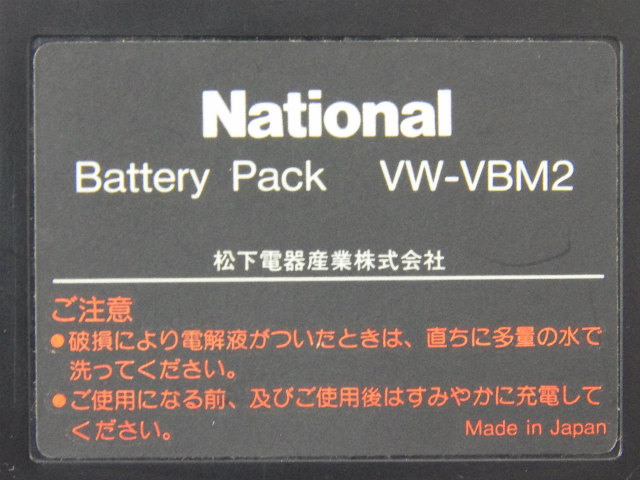 National
Battery Pack VW-VBM2
松下電器産業株式会社
ご注意
●破損により電解液がついたときは、直ちに多量の水で
洗ってください。
●ご使用になる前、及びご使用後はすみやかに充電して
ください。
Made in Japan